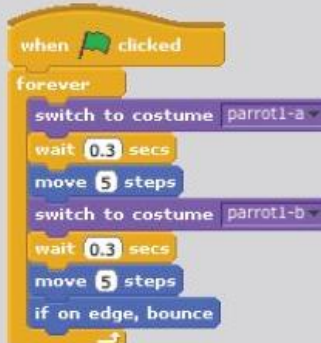 when clicked
forever
switch to costume parrot1-a
wait 0.3 secs
move 5 steps
switch to costume parrot1-b
wait 0.3 secs
move 5 steps
if on edge, bounce